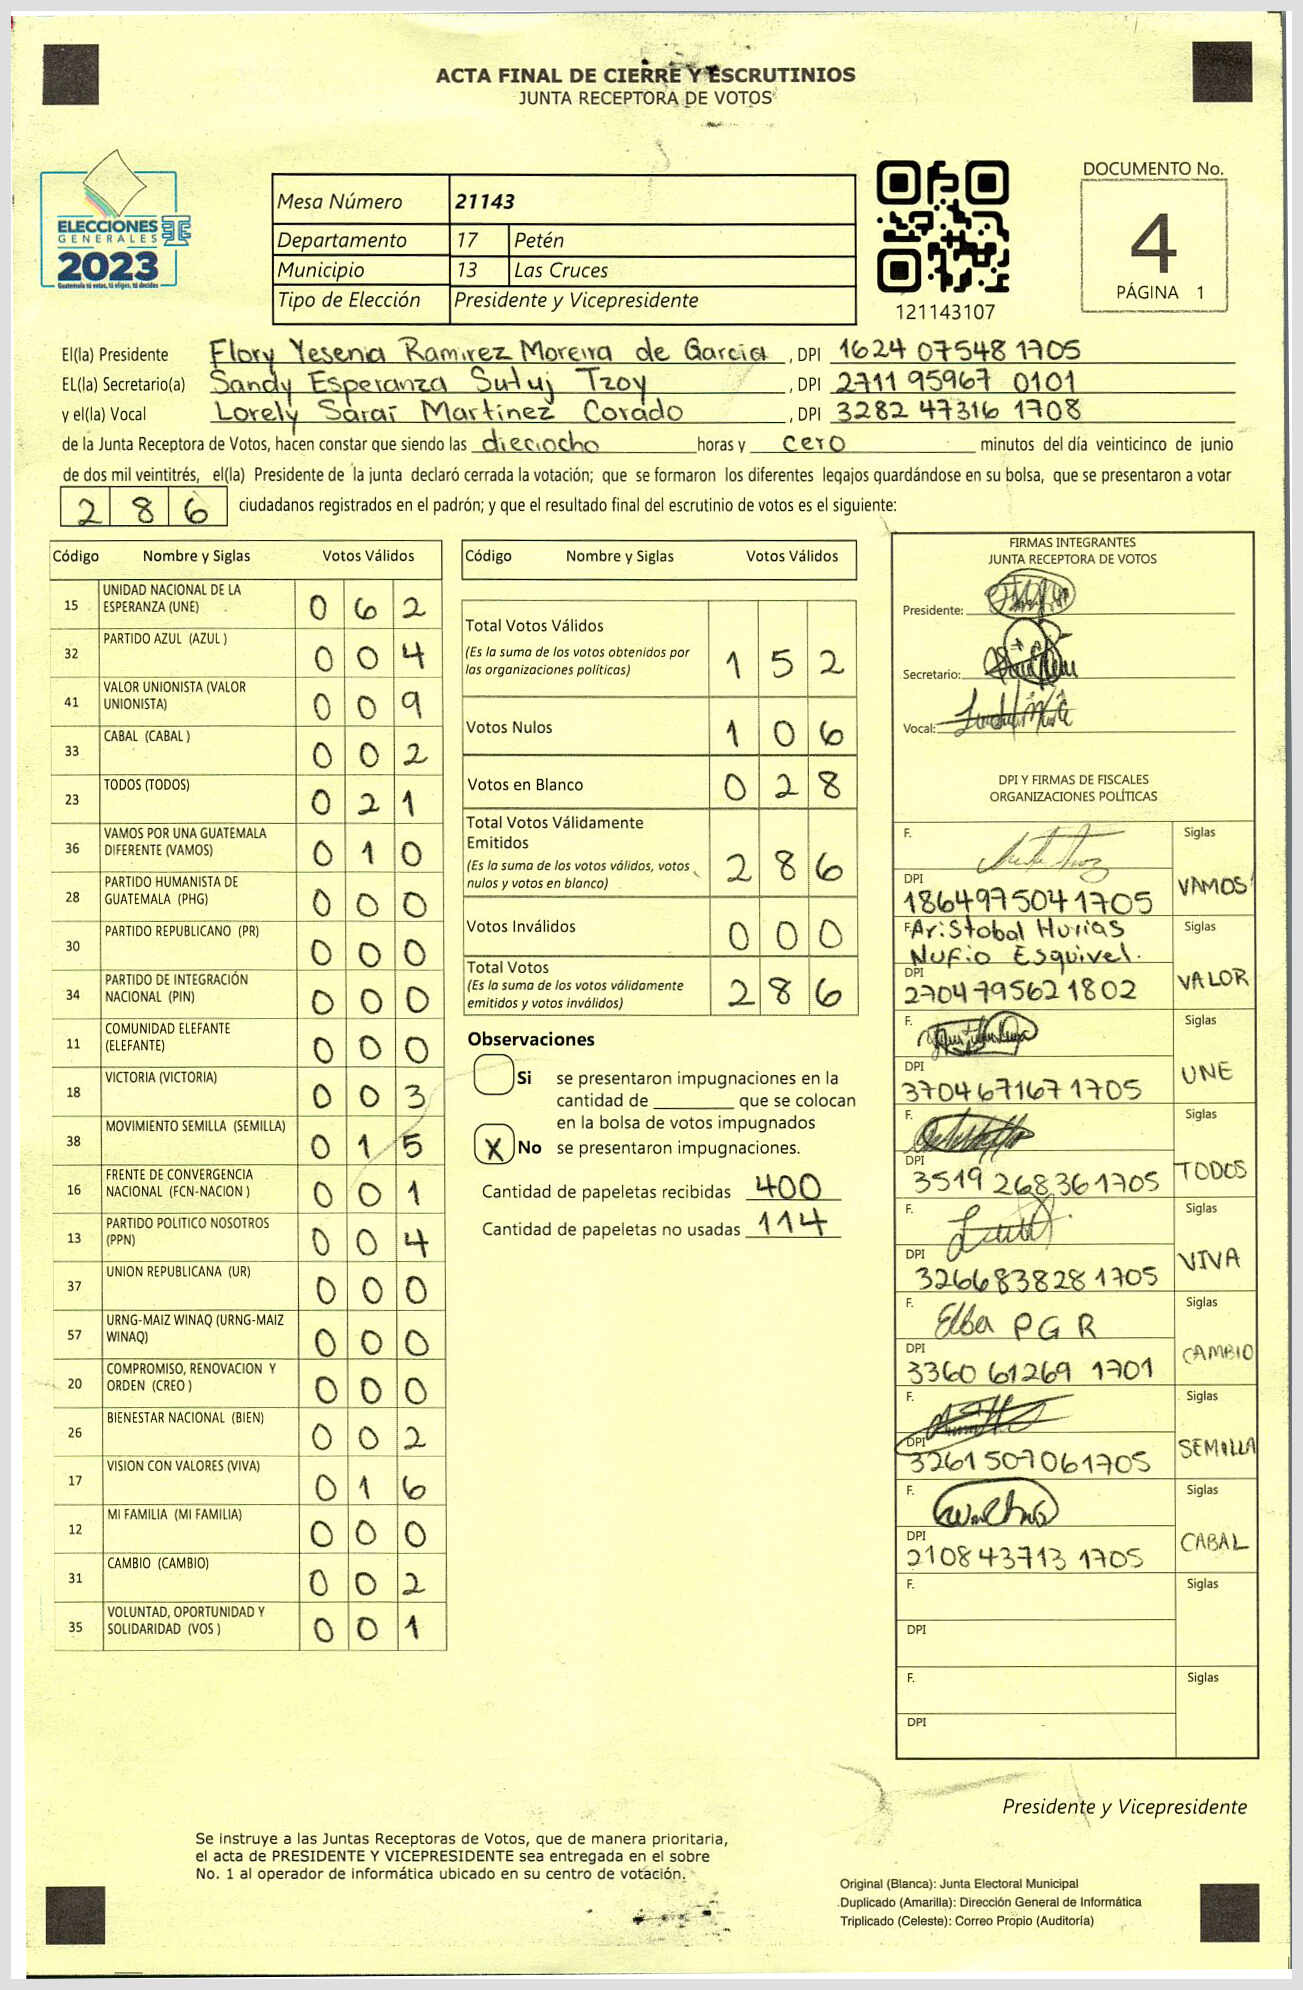 ACTA FINAL DE CIERRE Y ESCRUTINIOS
JUNTA RECEPTORA DE VOTOS
ELECCIONES
GENERALES
2023
Guatemala tú votas, tú eliges, tú decides
Mesa Número 21143
Departamento 17 Petén
Municipio 13 Las Cruces
Tipo de Elección Presidente y Vicepresidente
121143107
DOCUMENTO No.
4
PÁGINA 1
El(la) Presidente Flory Yesenia Ramirez Moreira de Garcia , DPI 1624 07548 1705
EL(la) Secretario(a) Sandy Esperanza Sutuj Tzoy , DPI 2711 95967 0101
y el(la) Vocal Lorely Saraí Martinez Corado , DPI 3282 47316 1708
de la Junta Receptora de Votos, hacen constar que siendo las dieciocho horas y cero minutos del día veinticinco de junio
de dos mil veintitrés, el(la) Presidente de la junta declaró cerrada la votación; que se formaron los diferentes legajos guardándose en su bolsa, que se presentaron a votar
286 ciudadanos registrados en el padrón; y que el resultado final del escrutinio de votos es el siguiente:
Código Nombre y Siglas Votos Válidos
15 UNIDAD NACIONAL DE LA ESPERANZA (UNE) 0 6 2
32 PARTIDO AZUL (AZUL ) 0 0 4
41 VALOR UNIONISTA (VALOR UNIONISTA) 0 0 9
33 CABAL (CABAL ) 0 0 2
23 TODOS (TODOS) 0 2 1
36 VAMOS POR UNA GUATEMALA DIFERENTE (VAMOS) 0 1 0
28 PARTIDO HUMANISTA DE GUATEMALA (PHG) 0 0 0
30 PARTIDO REPUBLICANO (PR) 0 0 0
34 PARTIDO DE INTEGRACIÓN NACIONAL (PIN) 0 0 0
11 COMUNIDAD ELEFANTE (ELEFANTE) 0 0 0
18 VICTORIA (VICTORIA) 0 0 3
38 MOVIMIENTO SEMILLA (SEMILLA) 0 1 5
16 FRENTE DE CONVERGENCIA NACIONAL (FCN-NACION ) 0 0 1
13 PARTIDO POLITICO NOSOTROS (PPN) 0 0 4
37 UNION REPUBLICANA (UR) 0 0 0
57 URNG-MAIZ WINAQ (URNG-MAIZ WINAQ) 0 0 0
20 COMPROMISO, RENOVACION Y ORDEN (CREO ) 0 0 0
26 BIENESTAR NACIONAL (BIEN) 0 0 2
17 VISION CON VALORES (VIVA) 0 1 6
12 MI FAMILIA (MI FAMILIA) 0 0 0
31 CAMBIO (CAMBIO) 0 0 2
35 VOLUNTAD, OPORTUNIDAD Y SOLIDARIDAD (VOS ) 0 0 1
Código Nombre y Siglas Votos Válidos
Total Votos Válidos 1 5 2
(Es la suma de los votos obtenidos por
las organizaciones políticas)
Votos Nulos 1 0 6
Votos en Blanco 0 2 8
Total Votos Válidamente
Emitidos 2 8 6
(Es la suma de los votos válidos, votos
nulos y votos en blanco)
Votos Inválidos 0 0 0
Total Votos 2 8 6
(Es la suma de los votos válidamente
emitidos y votos inválidos)
Observaciones
Si se presentaron impugnaciones en la
cantidad de ________ que se colocan
en la bolsa de votos impugnados
X No se presentaron impugnaciones.
Cantidad de papeletas recibidas 400
Cantidad de papeletas no usadas 114
FIRMAS INTEGRANTES
JUNTA RECEPTORA DE VOTOS
Presidente:
Secretario:
Vocal:
DPI Y FIRMAS DE FISCALES
ORGANIZACIONES POLÍTICAS
F. Siglas
DPI VAMOS
1864975041705
F. Aristobal Hurias Siglas
Nufio Esquivel.
DPI VALOR
2704795621802
F. Siglas
DPI UNE
3704671671705
F. Siglas
DPI TODOS
3519 268361705
F. Siglas
DPI VIVA
3266838281705
F. Elba P G R Siglas
DPI CAMBIO
3360 61269 1701
F. Siglas
DPI SEMILLA
3261507061705
F. Siglas
DPI CABAL
210843713 1705
F. Siglas
DPI
F. Siglas
DPI
Presidente y Vicepresidente
Se instruye a las Juntas Receptoras de Votos, que de manera prioritaria,
el acta de PRESIDENTE Y VICEPRESIDENTE sea entregada en el sobre
No. 1 al operador de informática ubicado en su centro de votación.
Original (Blanca): Junta Electoral Municipal
Duplicado (Amarilla): Dirección General de Informática
Triplicado (Celeste): Correo Propio (Auditoría)